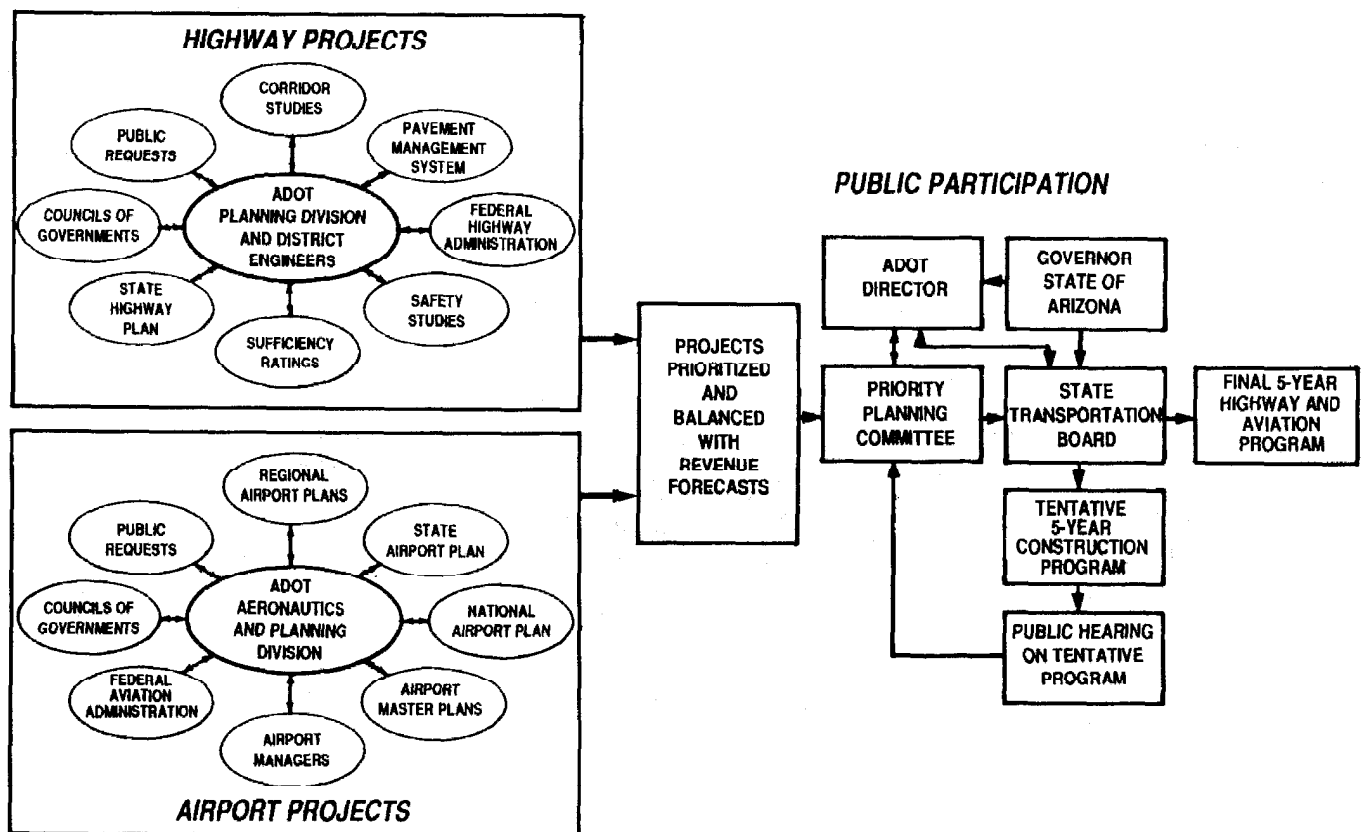 HIGHWAY PROJECTS
CORRIDOR
STUDIES
PUBLIC
REQUESTS
PAVEMENT
MANAGEMENT
SYSTEM
COUNCILS OF
GOVERNMENTS
ADOT
PLANNING DIVISION
AND DISTRICT
ENGINEERS
FEDERAL
HIGHWAY
ADMINISTRATION
STATE
HIGHWAY
PLAN
SUFFICIENCY
RATINGS
SAFETY
STUDIES
REGIONAL
AIRPORT PLANS
PUBLIC
REQUESTS
STATE
AIRPORT PLAN
COUNCILS OF
GOVERNMENTS
ADOT
AERONAUTICS
AND PLANNING
DIVISION
NATIONAL
AIRPORT PLAN
FEDERAL
AVIATION
ADMINISTRATION
AIRPORT
MANAGERS
AIRPORT
MASTER PLANS
AIRPORT PROJECTS
PROJECTS
PRIORITIZED
AND
BALANCED
WITH
REVENUE
FORECASTS
PUBLIC PARTICIPATION
ADOT
DIRECTOR
GOVERNOR
STATE OF
ARIZONA
PRIORITY
PLANNING
COMMITTEE
STATE
TRANSPORTATION
BOARD
FINAL 5-YEAR
HIGHWAY AND
AVIATION
PROGRAM
TENTATIVE
5-YEAR
CONSTRUCTION
PROGRAM
PUBLIC HEARING
ON TENTATIVE
PROGRAM